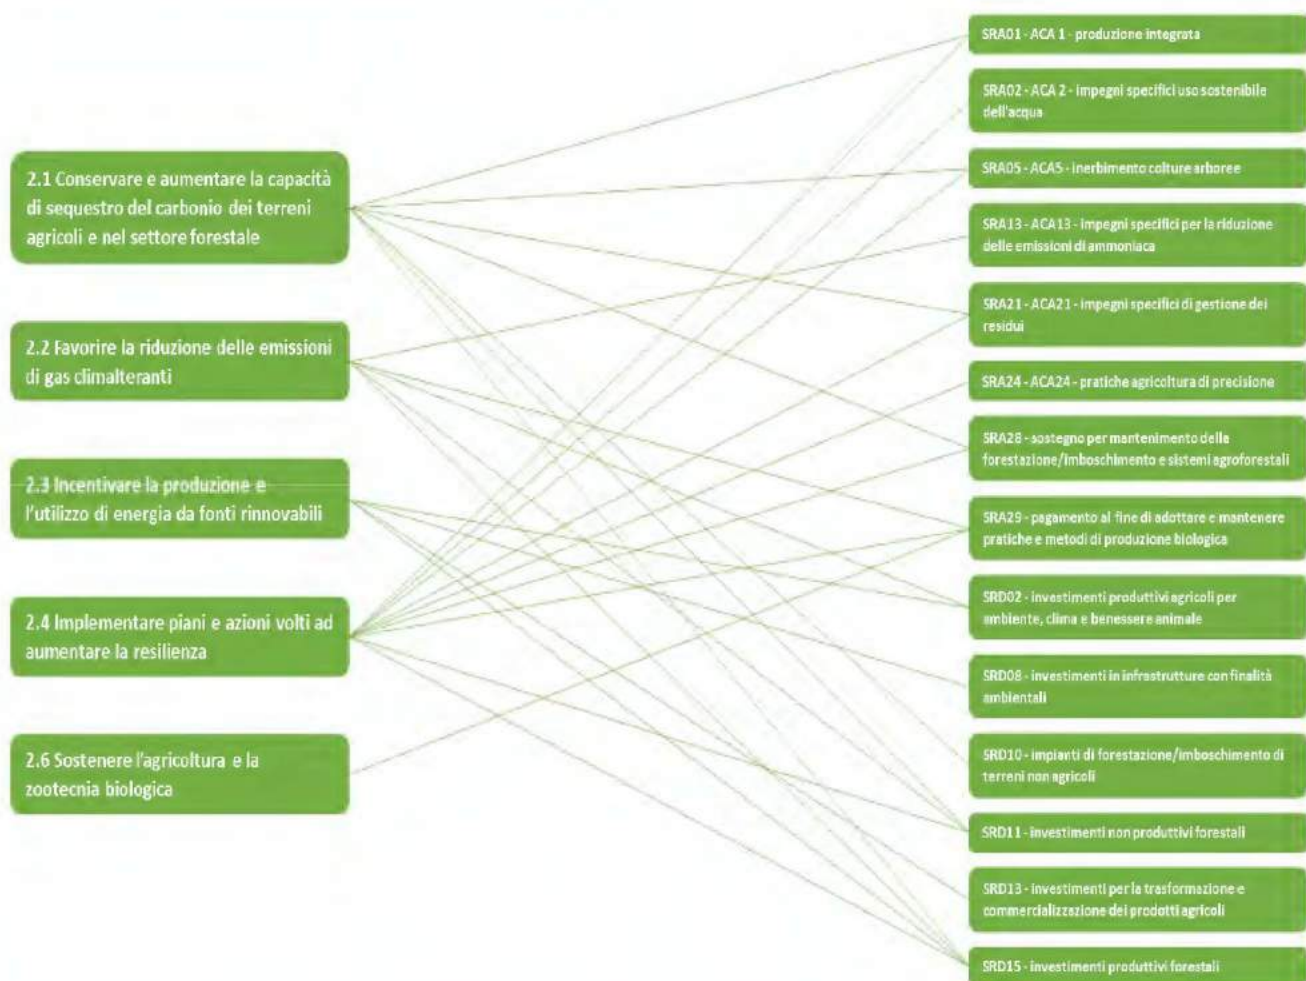 2.1 Conservare e aumentare la capacità
di sequestro del carbonio dei terreni
agricoli e nel settore forestale
2.2 Favorire la riduzione delle emissioni
di gas climalteranti
2.3 Incentivare la produzione e
l'utilizzo di energia da fonti rinnovabili
2.4 Implementare piani e azioni volti ad
aumentare la resilienza
2.6 Sostenere l'agricoltura e la
zootecnia biologica
SRA01 - ACA 1 - produzione integrata
SRA02 - ACA 2 - impegni specifici uso sostenibile
dell'acqua
SRA05 - ACA5 - inerbimento colture arboree
SRA13 - ACA13 - impegni specifici per la riduzione
delle emissioni di ammoniaca
SRA21 - ACA21 - impegni specifici di gestione dei
residui
SRA24 - ACA24 - pratiche agricoltura di precisione
SRA28 - sostegno per mantenimento della
forestazione/imboschimento e sistemi agroforestali
SRA29 - pagamento al fine di adottare e mantenere
pratiche e metodi di produzione biologica
SRD02 - investimenti produttivi agricoli per
ambiente, clima e benessere animale
SRD08 - investimenti in infrastrutture con finalità
ambientali
SRD10 - impianti di forestazione/imboschimento di
terreni non agricoli
SRD11 - investimenti non produttivi forestali
SRD13 - investimenti per la trasformazione e
commercializzazione dei prodotti agricoli
SRD15 - investimenti produttivi forestali